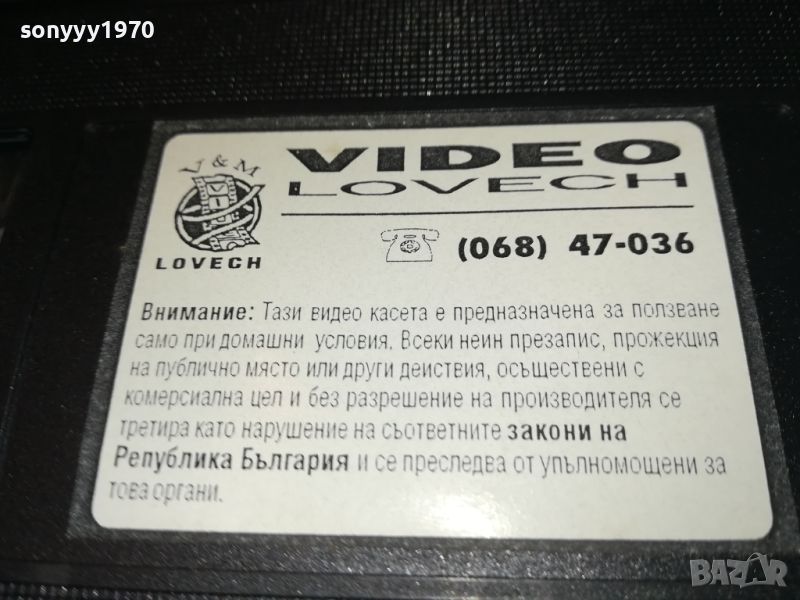 sonyyy1970
L & M
LOVECH
VIDEO
LOVECH
(068) 47-036
Внимание: Тази видео касета е предназначена за ползване
само при домашни условия. Всеки неин презапис, прожекция
на публично място или други деиствия, осъществени с
комерсиална цел и без разрешение на производителя се
третира като нарушение на съответните закони на
Република България и се преследва от упълномощени за
това органи.
BAZAR